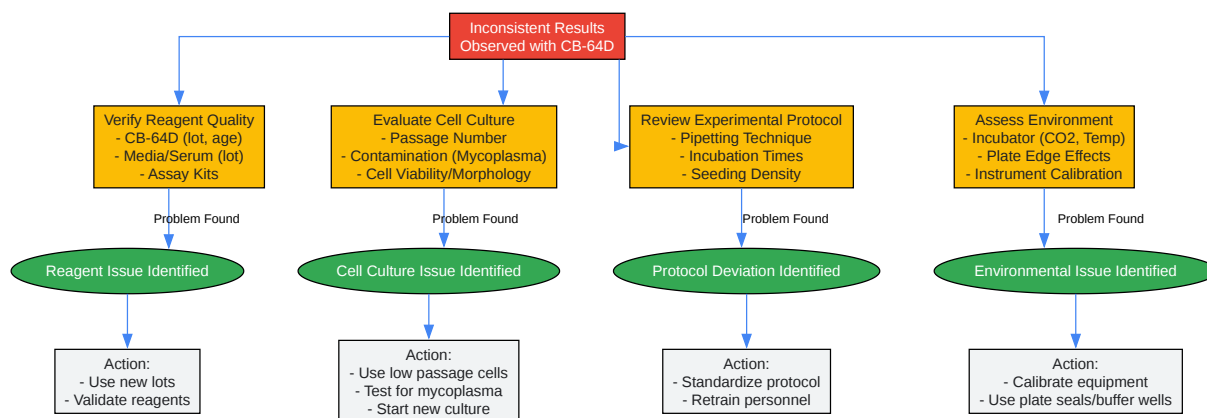 Inconsistent Results
Observed with CB-64D
Verify Reagent Quality
- CB-64D (lot, age)
- Media/Serum (lot)
- Assay Kits
Evaluate Cell Culture
- Passage Number
- Contamination (Mycoplasma)
- Cell Viability/Morphology
Review Experimental Protocol
- Pipetting Technique
- Incubation Times
- Seeding Density
Assess Environment
- Incubator (CO2, Temp)
- Plate Edge Effects
- Instrument Calibration
Problem Found
Problem Found
Problem Found
Problem Found
Reagent Issue Identified
Cell Culture Issue Identified
Protocol Deviation Identified
Environmental Issue Identified
Action:
- Use new lots
- Validate reagents
Action:
- Use low passage cells
- Test for mycoplasma
- Start new culture
Action:
- Standardize protocol
- Retrain personnel
Action:
- Calibrate equipment
- Use plate seals/buffer wells